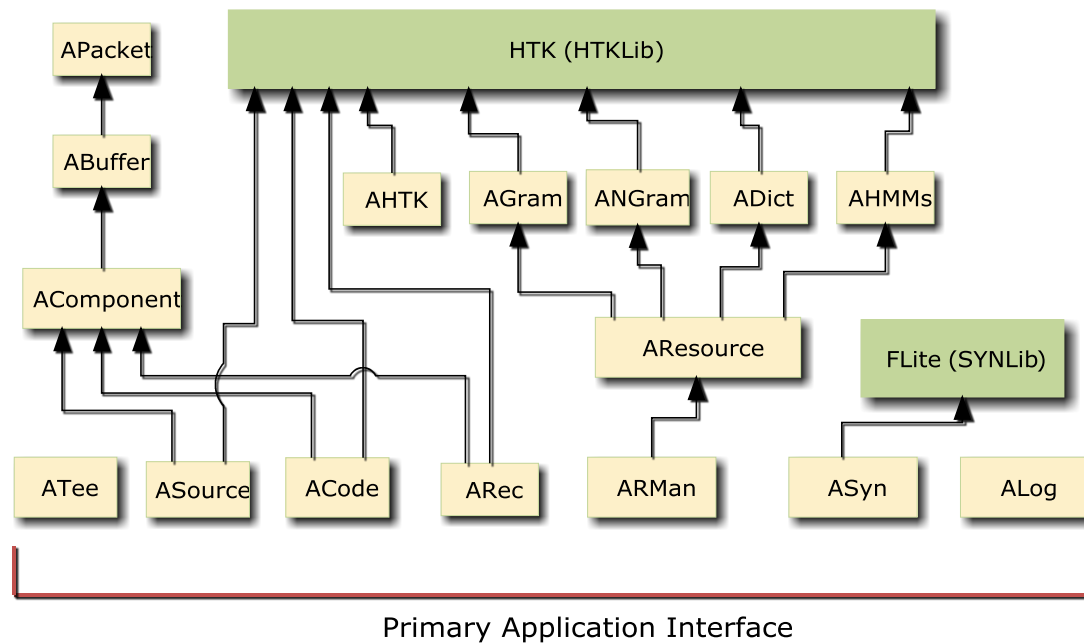 APacket
HTK (HTKLib)
ABuffer
AHTK
AGram
ANGram
ADict
AHMMs
AComponent
AResource
FLite (SYNLib)
ATee
ASource
ACode
ARec
ARMan
ASyn
ALog
Primary Application Interface